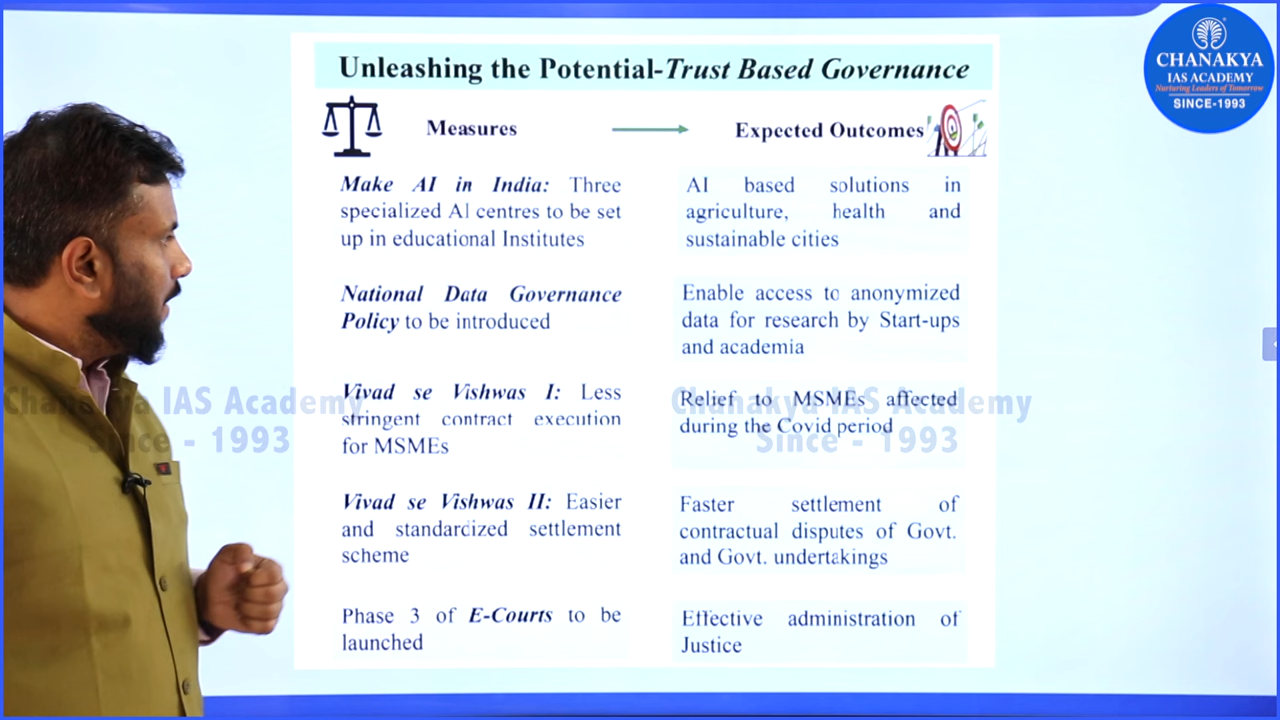 Unleashing the Potential-Trust Based Governance
Measures
Expected Outcomes
Make AI in India: Three
specialized AI centres to be set
up in educational Institutes
AI based solutions in
agriculture, health and
sustainable cities
National Data Governance
Policy to be introduced
Enable access to anonymized
data for research by Start-ups
and academia
Vivad se Vishwas I: Less
stringent contract execution
for MSMEs
Relief to MSMEs affected
during the Covid period
Vivad se Vishwas II: Easier
and standardized settlement
scheme
Faster settlement of
contractual disputes of Govt.
and Govt. undertakings
Phase 3 of E-Courts to be
launched
Effective administration of
Justice
CHANAKYA
IAS ACADEMY
Nurturing Leaders of Tomorrow
SINCE-1993
Chanakya IAS Academy
Since - 1993
Chanakya IAS Academy
Since - 1993